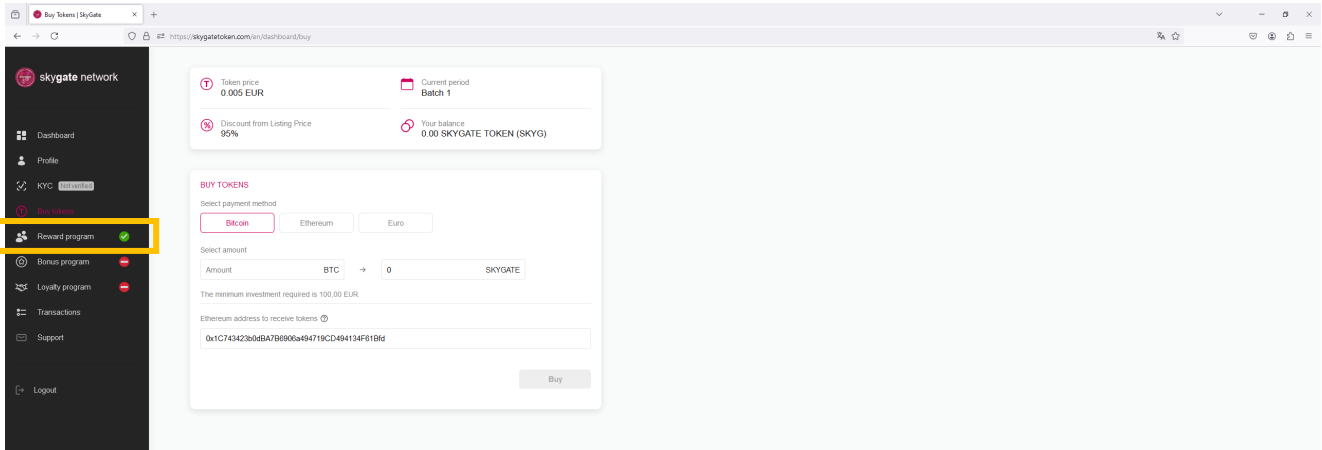 Buy Tokens | SkyGate
https://skygatetoken.com/en/dashboard/buy
skygate network
Dashboard
Profile
KYC Not verified
Buy tokens
Reward program
Bonus program
Loyalty program
Transactions
Support
Logout
Token price
0.005 EUR
Current period
Batch 1
Discount from Listing Price
95%
Your balance
0.00 SKYGATE TOKEN (SKYG)
BUY TOKENS
Select payment method
Bitcoin Ethereum Euro
Select amount
Amount BTC → 0 SKYGATE
The minimum investment required is 100,00 EUR
Ethereum address to receive tokens
0x1C743423b0dBA7B6906a494719CD494134F61Bfd
Buy